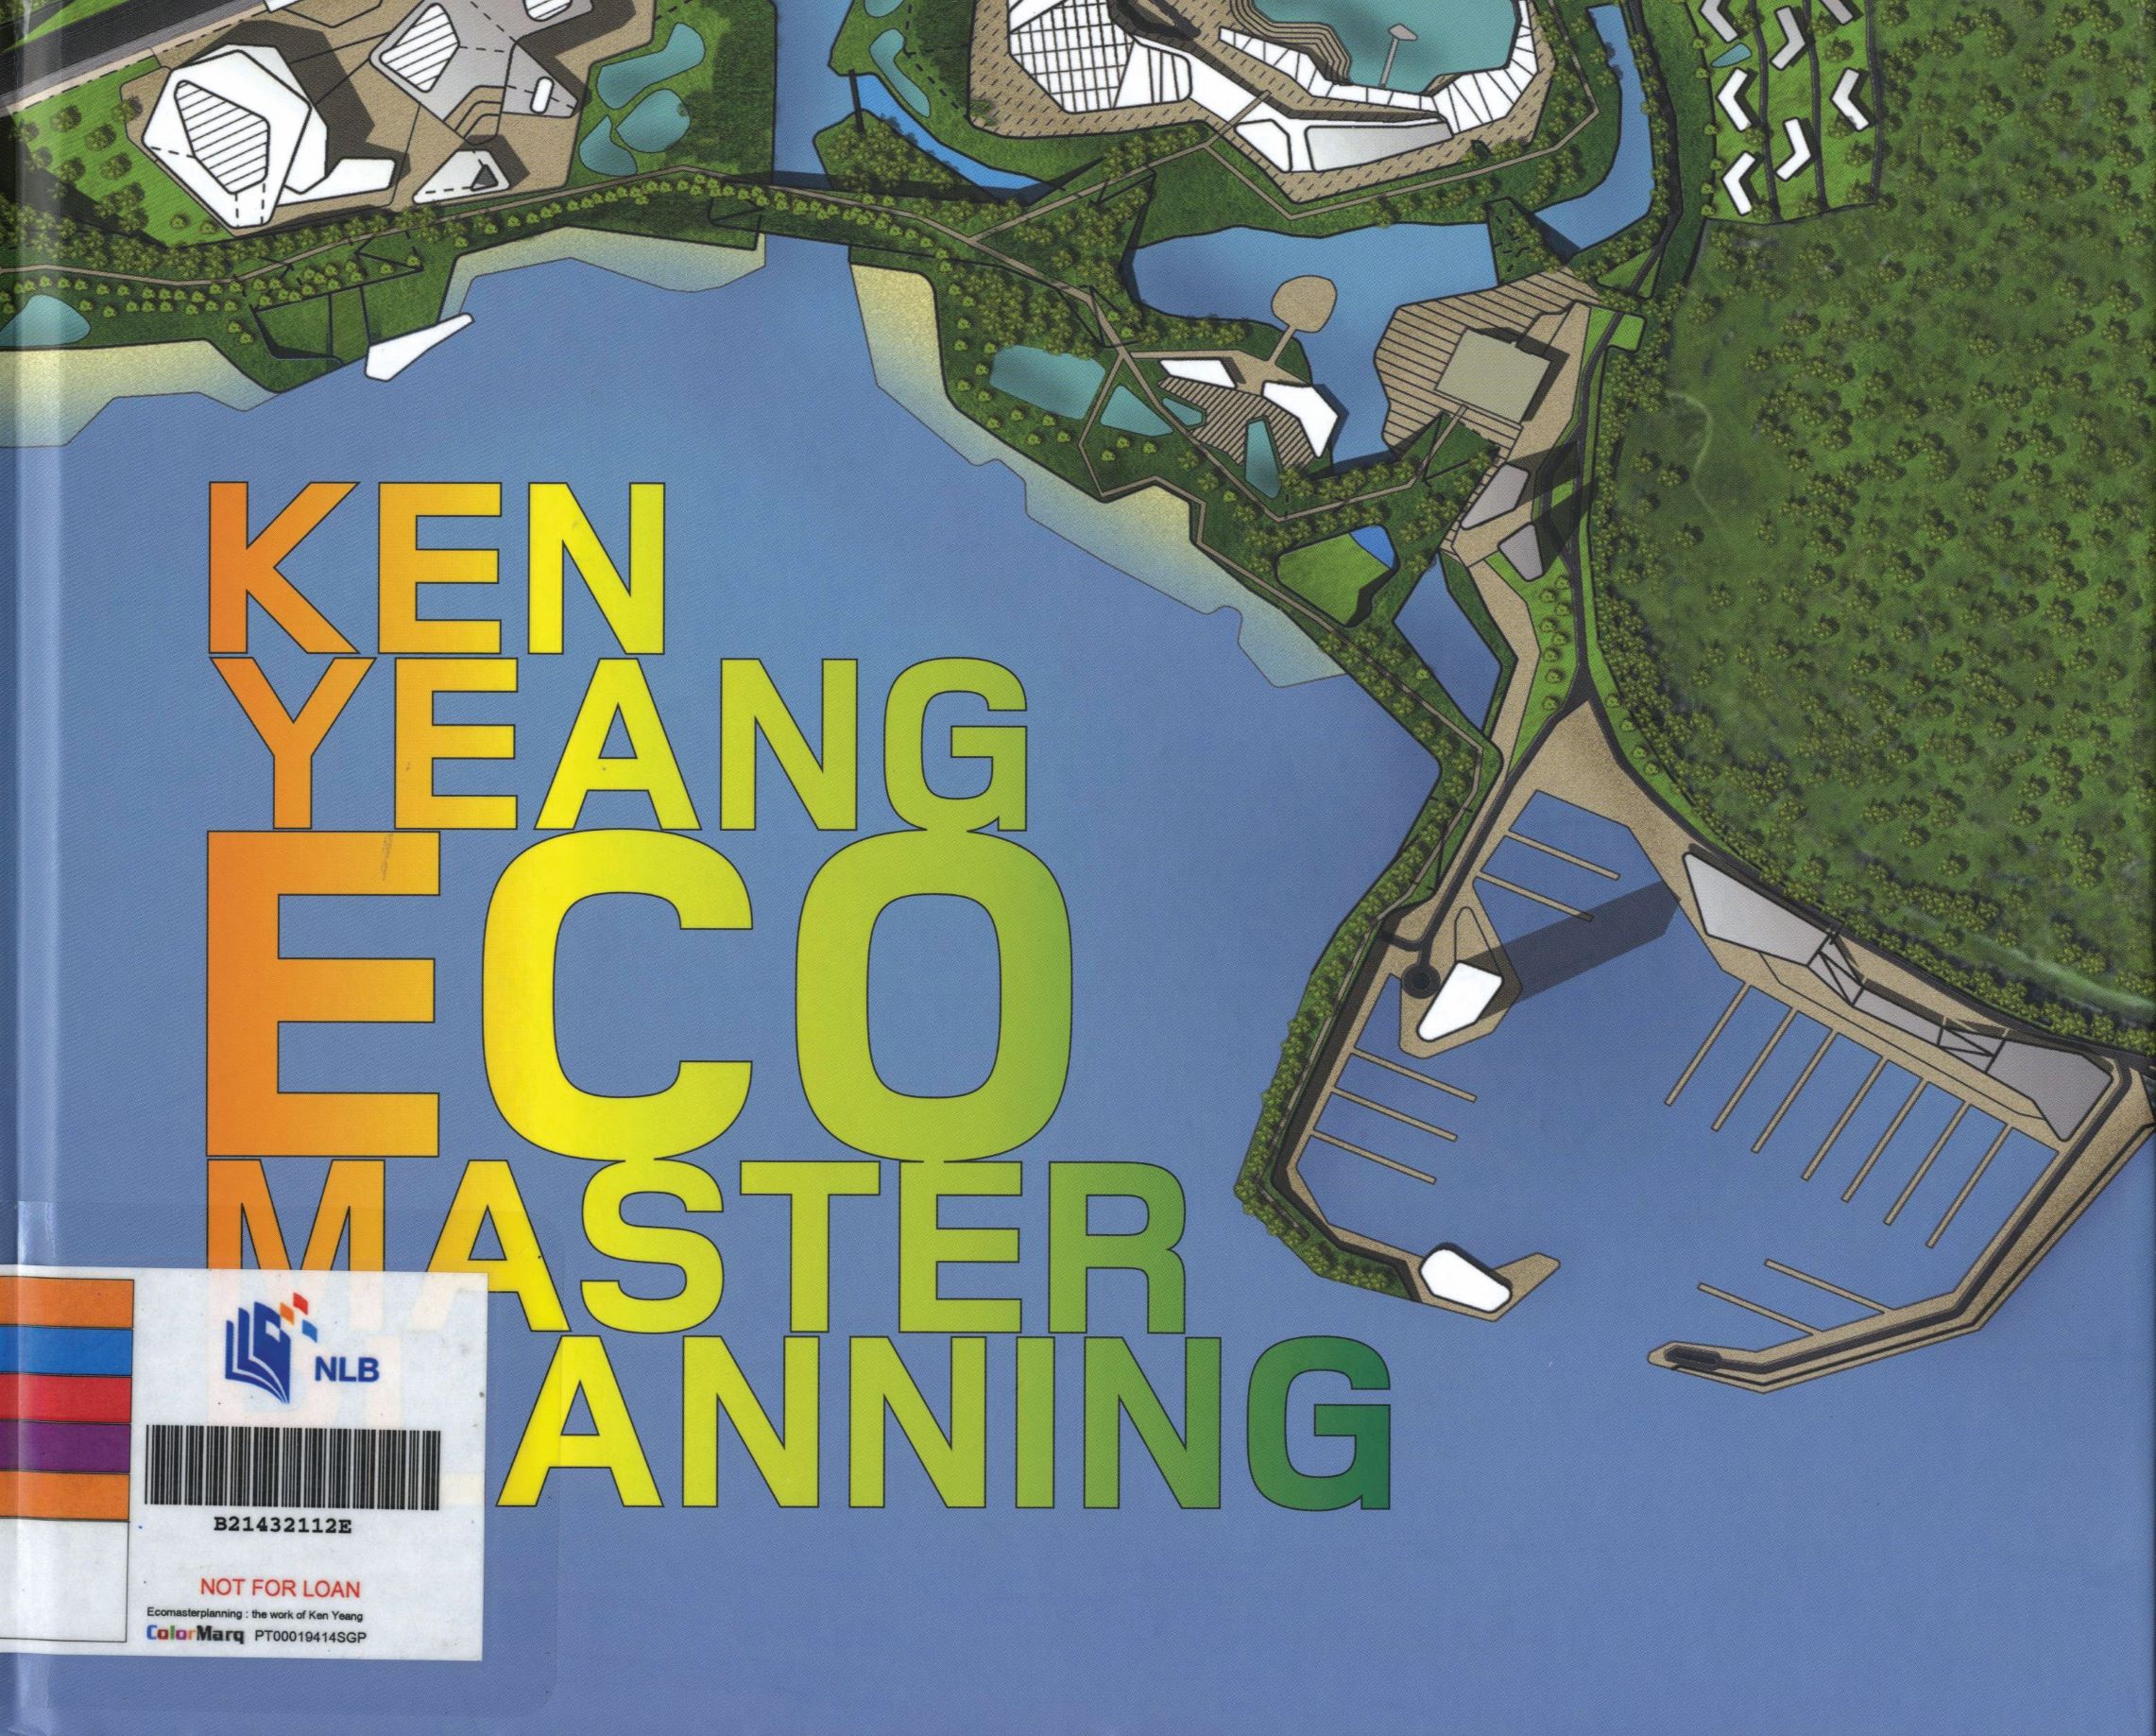 KEN
YEANG
ECO
MASTER
ANNING
NLB
B21432112E
NOT FOR LOAN
Ecomasterplanning : the work of Ken Yeang
ColorMarq PT00019414SGP